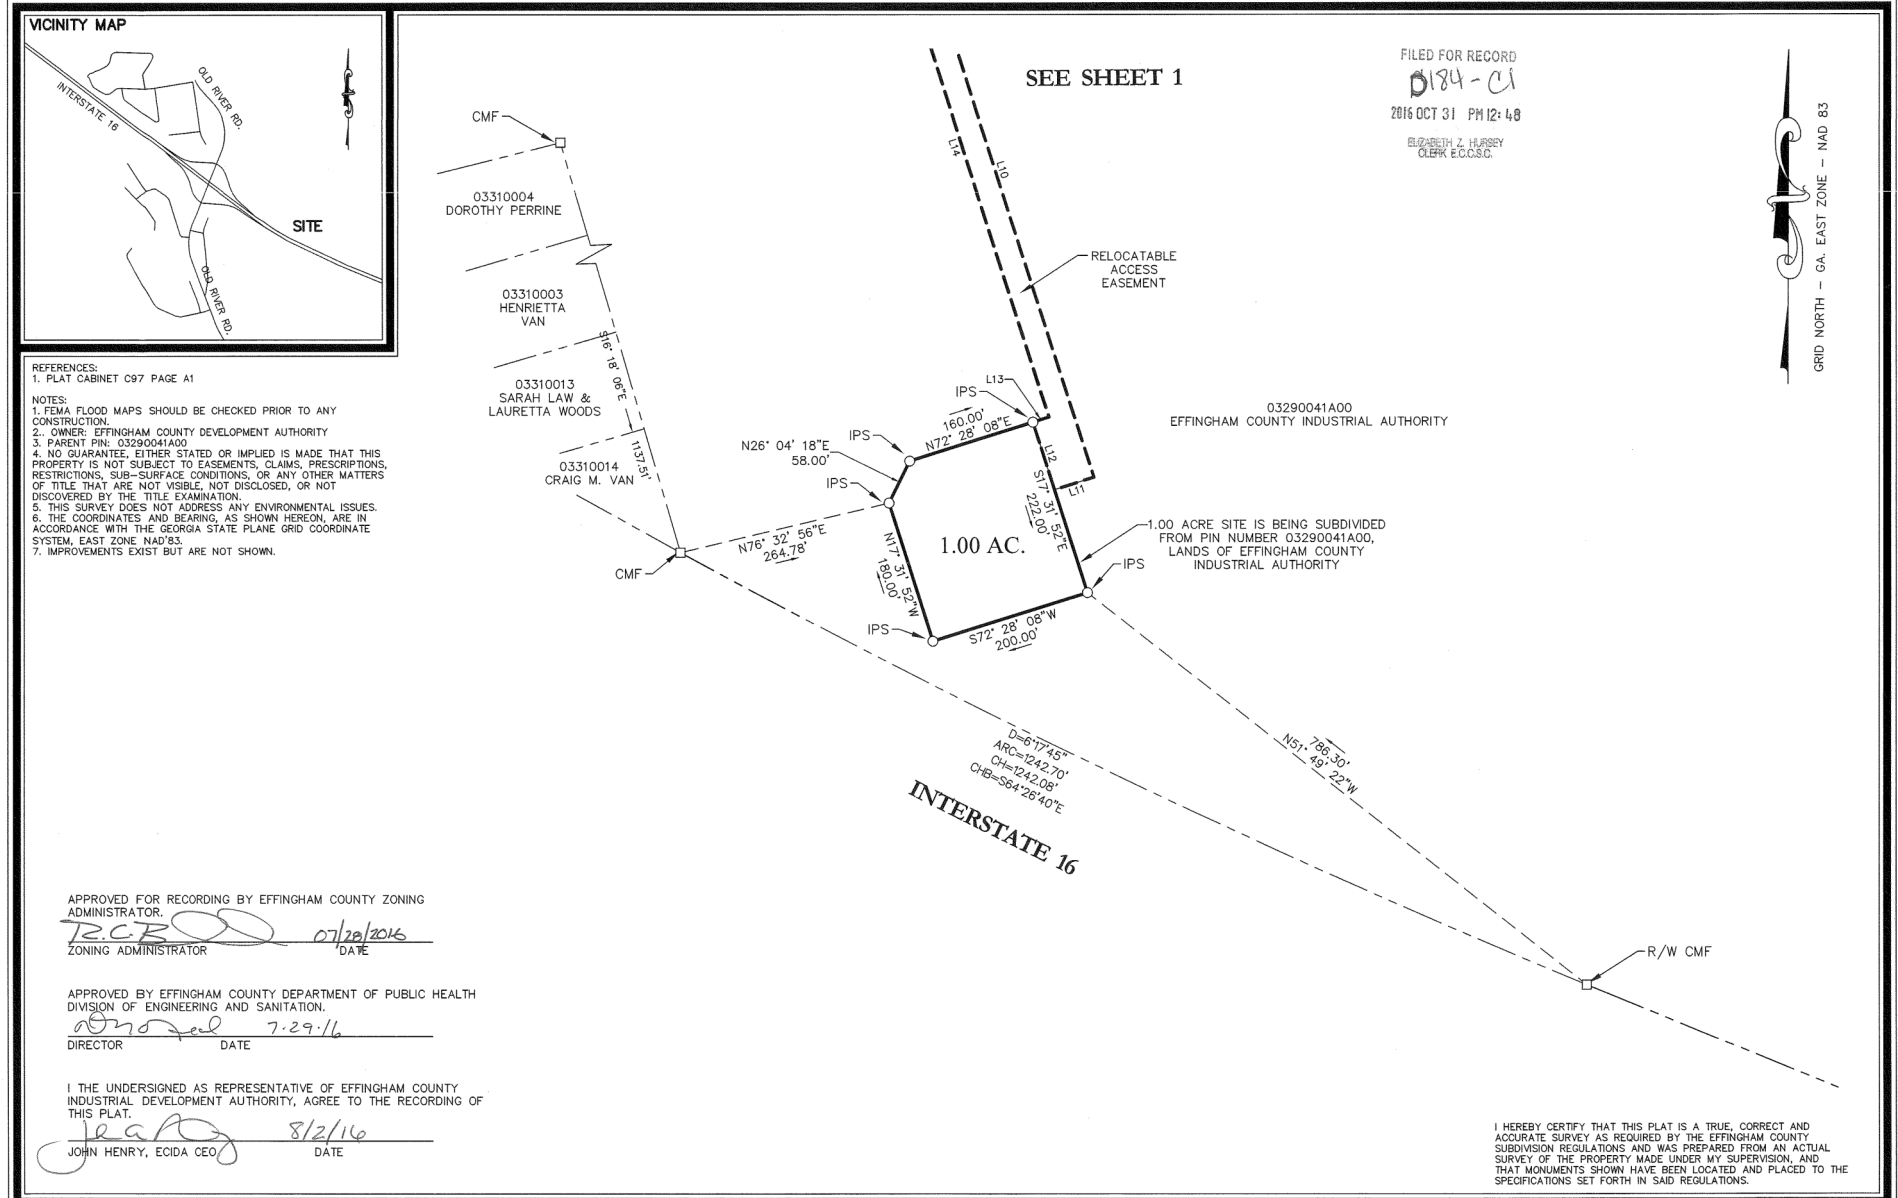 VICINITY MAP
INTERSTATE 16
OLD RIVER RD.
SITE
OLD RIVER RD.
REFERENCES:
1. PLAT CABINET C97 PAGE A1
NOTES:
1. FEMA FLOOD MAPS SHOULD BE CHECKED PRIOR TO ANY
CONSTRUCTION.
2.. OWNER: EFFINGHAM COUNTY DEVELOPMENT AUTHORITY
3. PARENT PIN: 03290041A00
4. NO GUARANTEE, EITHER STATED OR IMPLIED IS MADE THAT THIS
PROPERTY IS NOT SUBJECT TO EASEMENTS, CLAIMS, PRESCRIPTIONS,
RESTRICTIONS, SUB-SURFACE CONDITIONS, OR ANY OTHER MATTERS
OF TITLE THAT ARE NOT VISIBLE, NOT DISCLOSED, OR NOT
DISCOVERED BY THE TITLE EXAMINATION.
5. THIS SURVEY DOES NOT ADDRESS ANY ENVIRONMENTAL ISSUES.
6. THE COORDINATES AND BEARING, AS SHOWN HEREON, ARE IN
ACCORDANCE WITH THE GEORGIA STATE PLANE GRID COORDINATE
SYSTEM, EAST ZONE NAD'83.
7. IMPROVEMENTS EXIST BUT ARE NOT SHOWN.
SEE SHEET 1
FILED FOR RECORD
D184-C1
2016 OCT 31 PM 12:48
ELIZABETH Z. HURSEY
CLERK E.C.C.S.C.
GRID NORTH - GA. EAST ZONE - NAD 83
CMF
03310004
DOROTHY PERRINE
03310003
HENRIETTA
VAN
S16° 18' 06"E
1137.51'
03310013
SARAH LAW &
LAURETTA WOODS
03310014
CRAIG M. VAN
CMF
L14
L10
RELOCATABLE
ACCESS
EASEMENT
L13
IPS
160.00'
N72° 28' 08"E
IPS
N26° 04' 18"E
58.00'
IPS
L12
L11
S17° 31' 52"E
222.00'
03290041A00
EFFINGHAM COUNTY INDUSTRIAL AUTHORITY
N76° 32' 56"E
264.78'
N17° 31' 52"W
180.00'
1.00 AC.
1.00 ACRE SITE IS BEING SUBDIVIDED
FROM PIN NUMBER 03290041A00,
LANDS OF EFFINGHAM COUNTY
INDUSTRIAL AUTHORITY
IPS
IPS
S72° 28' 08"W
200.00'
D=6°17'45"
ARC=1242.70'
CH=1242.08'
CHB=S64°26'40"E
INTERSTATE 16
786.30'
N51° 49' 22"W
R/W CMF
APPROVED FOR RECORDING BY EFFINGHAM COUNTY ZONING
ADMINISTRATOR.
07/28/2016
ZONING ADMINISTRATOR DATE
APPROVED BY EFFINGHAM COUNTY DEPARTMENT OF PUBLIC HEALTH
DIVISION OF ENGINEERING AND SANITATION.
7-29-16
DIRECTOR DATE
I THE UNDERSIGNED AS REPRESENTATIVE OF EFFINGHAM COUNTY
INDUSTRIAL DEVELOPMENT AUTHORITY, AGREE TO THE RECORDING OF
THIS PLAT.
8/2/16
JOHN HENRY, ECIDA CEO DATE
I HEREBY CERTIFY THAT THIS PLAT IS A TRUE, CORRECT AND
ACCURATE SURVEY AS REQUIRED BY THE EFFINGHAM COUNTY
SUBDIVISION REGULATIONS AND WAS PREPARED FROM AN ACTUAL
SURVEY OF THE PROPERTY MADE UNDER MY SUPERVISION, AND
THAT MONUMENTS SHOWN HAVE BEEN LOCATED AND PLACED TO THE
SPECIFICATIONS SET FORTH IN SAID REGULATIONS.